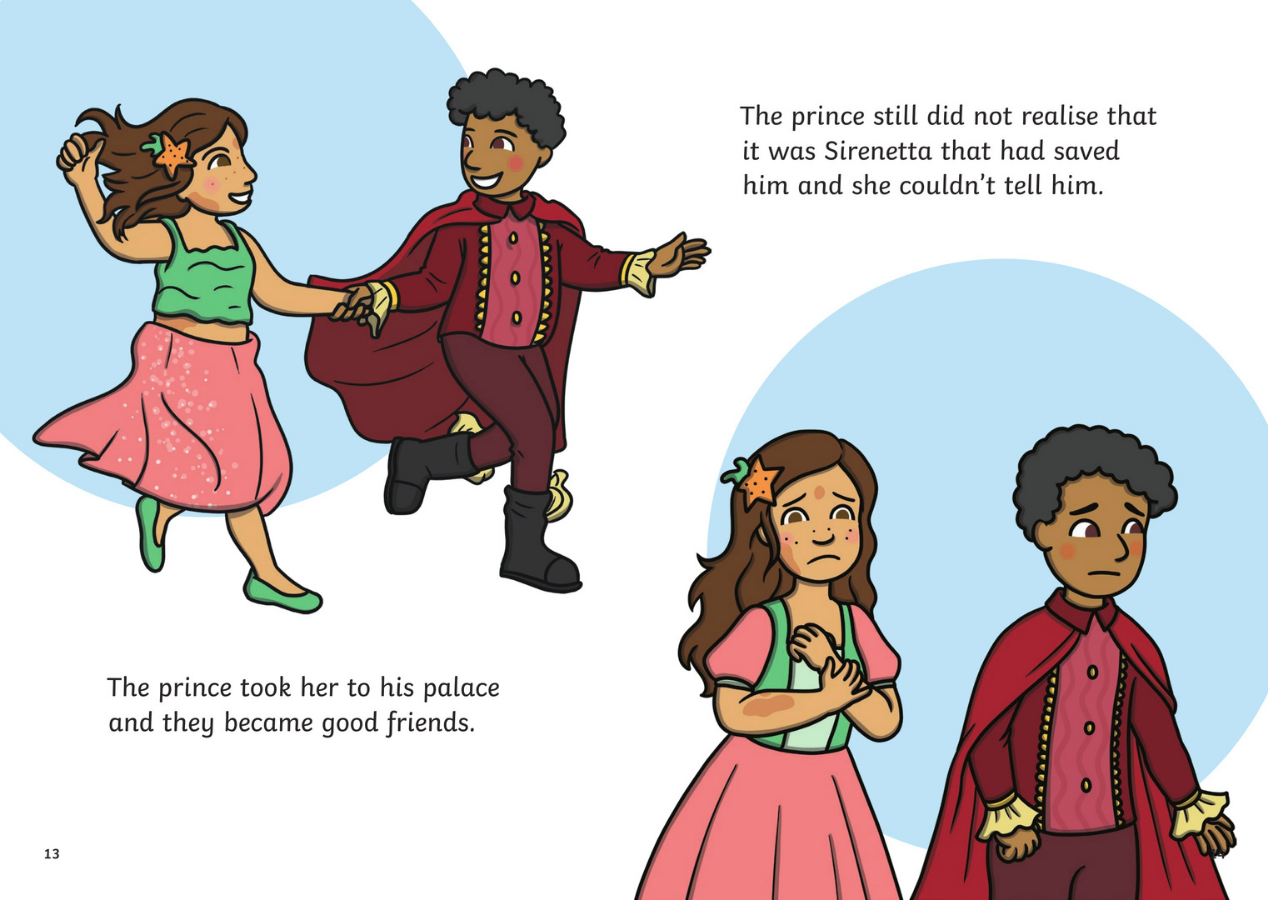 The prince took her to his palace
and they became good friends.
13
The prince still did not realise that
it was Sirenetta that had saved
him and she couldn't tell him.